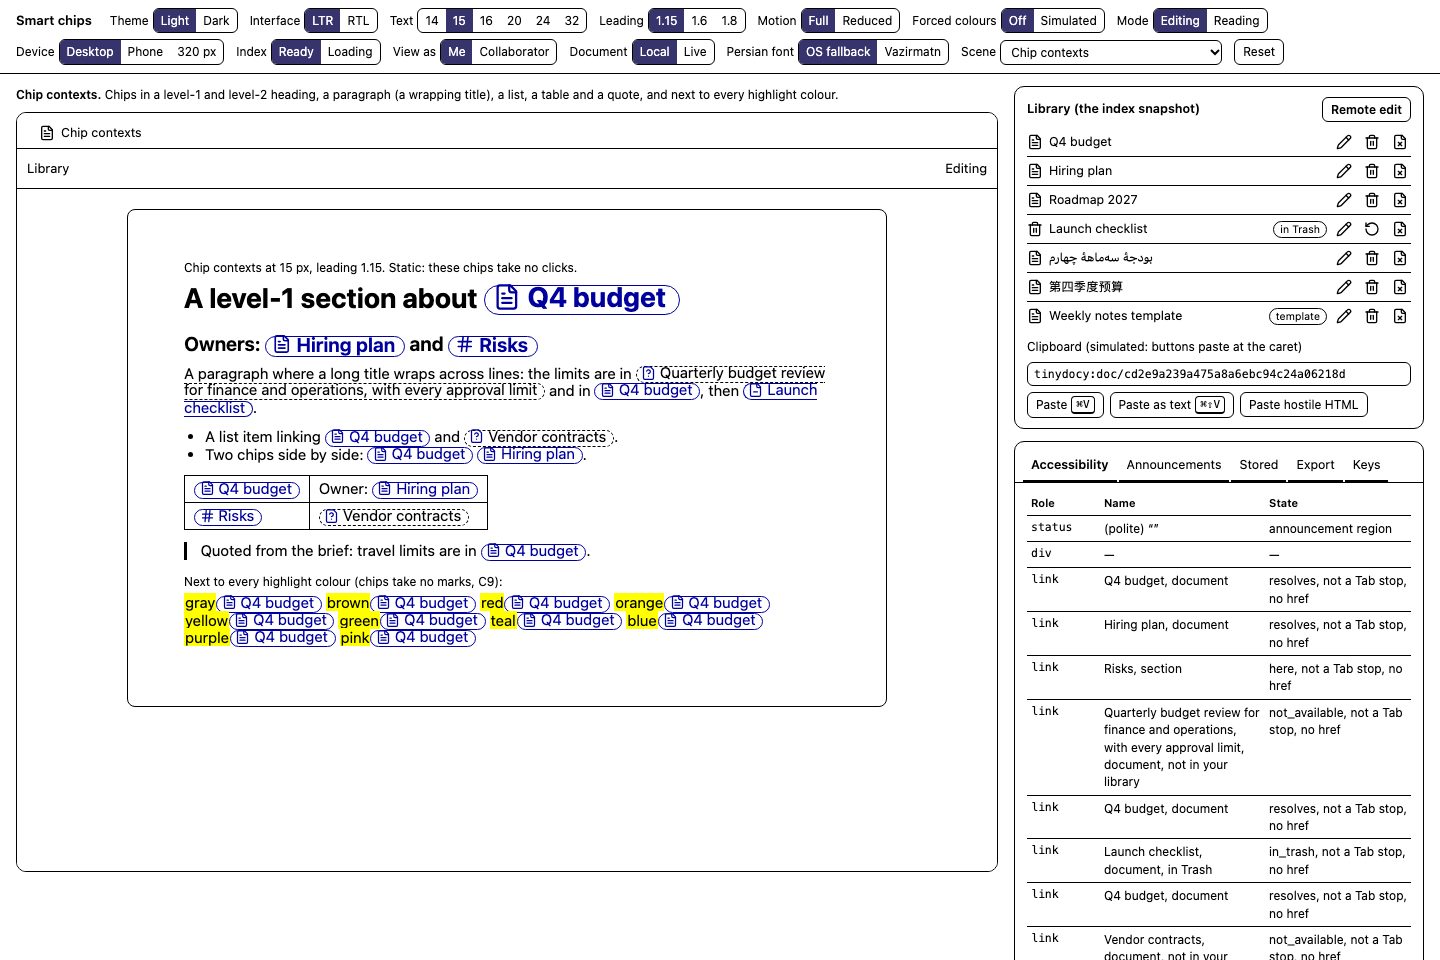 Smart chips Theme Light Dark Interface LTR RTL Text 14 15 16 20 24 32 Leading 1.15 1.6 1.8 Motion Full Reduced Forced colours Off Simulated Mode Editing Reading
Device Desktop Phone 320 px Index Ready Loading View as Me Collaborator Document Local Live Persian font OS fallback Vazirmatn Scene Chip contexts Reset
Chip contexts. Chips in a level-1 and level-2 heading, a paragraph (a wrapping title), a list, a table and a quote, and next to every highlight colour.
Chip contexts
Library Editing
Chip contexts at 15 px, leading 1.15. Static: these chips take no clicks.
A level-1 section about Q4 budget
Owners: Hiring plan and Risks
A paragraph where a long title wraps across lines: the limits are in Quarterly budget review
for finance and operations, with every approval limit and in Q4 budget, then Launch
checklist.
• A list item linking Q4 budget and Vendor contracts.
• Two chips side by side: Q4 budget Hiring plan.
Q4 budget Owner: Hiring plan
Risks Vendor contracts
Quoted from the brief: travel limits are in Q4 budget.
Next to every highlight colour (chips take no marks, C9):
gray Q4 budget brown Q4 budget red Q4 budget orange Q4 budget
yellow Q4 budget green Q4 budget teal Q4 budget blue Q4 budget
purple Q4 budget pink Q4 budget
Library (the index snapshot) Remote edit
Q4 budget
Hiring plan
Roadmap 2027
Launch checklist in Trash
بودجهٔ سه‌ماههٔ چهارم
第四季度预算
Weekly notes template template
Clipboard (simulated: buttons paste at the caret)
tinydocy:doc/cd2e9a239a475a8a6ebc94c24a06218d
Paste ⌘V Paste as text ⌘⇧V Paste hostile HTML
Accessibility Announcements Stored Export Keys
Role Name State
status (polite) “” announcement region
div — —
link Q4 budget, document resolves, not a Tab stop,
no href
link Hiring plan, document resolves, not a Tab stop,
no href
link Risks, section here, not a Tab stop, no
href
link Quarterly budget review for not_available, not a Tab
finance and operations, stop, no href
with every approval limit,
document, not in your
library
link Q4 budget, document resolves, not a Tab stop,
no href
link Launch checklist, in_trash, not a Tab stop,
document, in Trash no href
link Q4 budget, document resolves, not a Tab stop,
no href
link Vendor contracts, not_available, not a Tab
document, not in your stop, no href